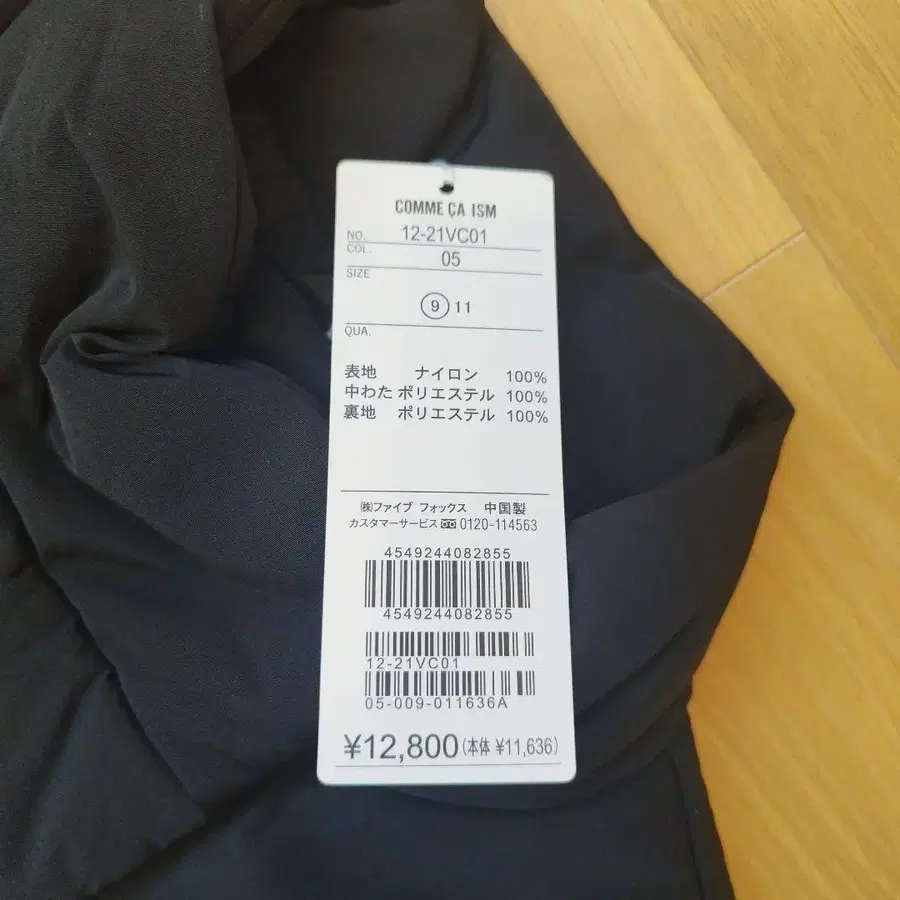 COMME ÇA ISM
NO. 12-21VC01
COL. 05
SIZE
9 11
QUA.
表地 ナイロン 100%
中わた ポリエステル 100%
裏地 ポリエステル 100%
㈱ファイブ フォックス 中国製
カスタマーサービス 0120-114563
4549244082855
4549244082855
12-21VC01
05-009-011636A
¥12,800(本体 ¥11,636)